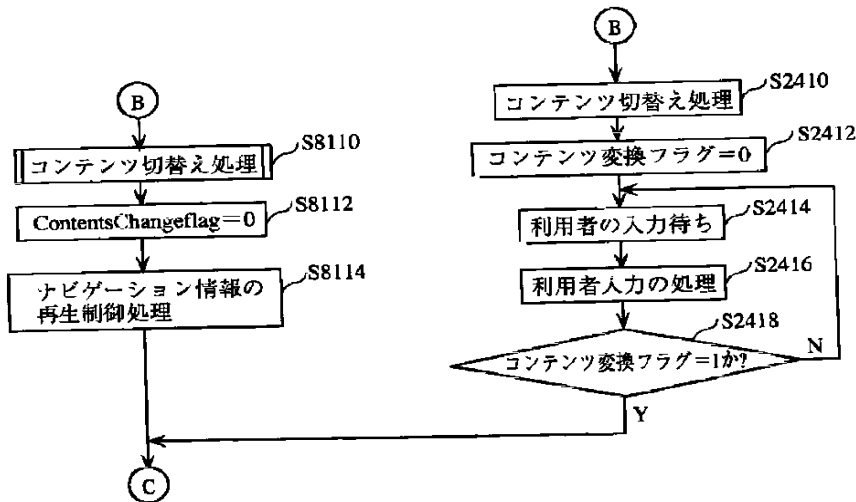 B
コンテンツ切替え処理
S8110
ContentsChangeflag=0
S8112
ナビゲーション情報の
再生制御処理
S8114
B
コンテンツ切替え処理
S2410
コンテンツ変換フラグ=0
S2412
利用者の入力待ち
S2414
利用者入力の処理
S2416
コンテンツ変換フラグ=1か?
S2418
N
Y
C